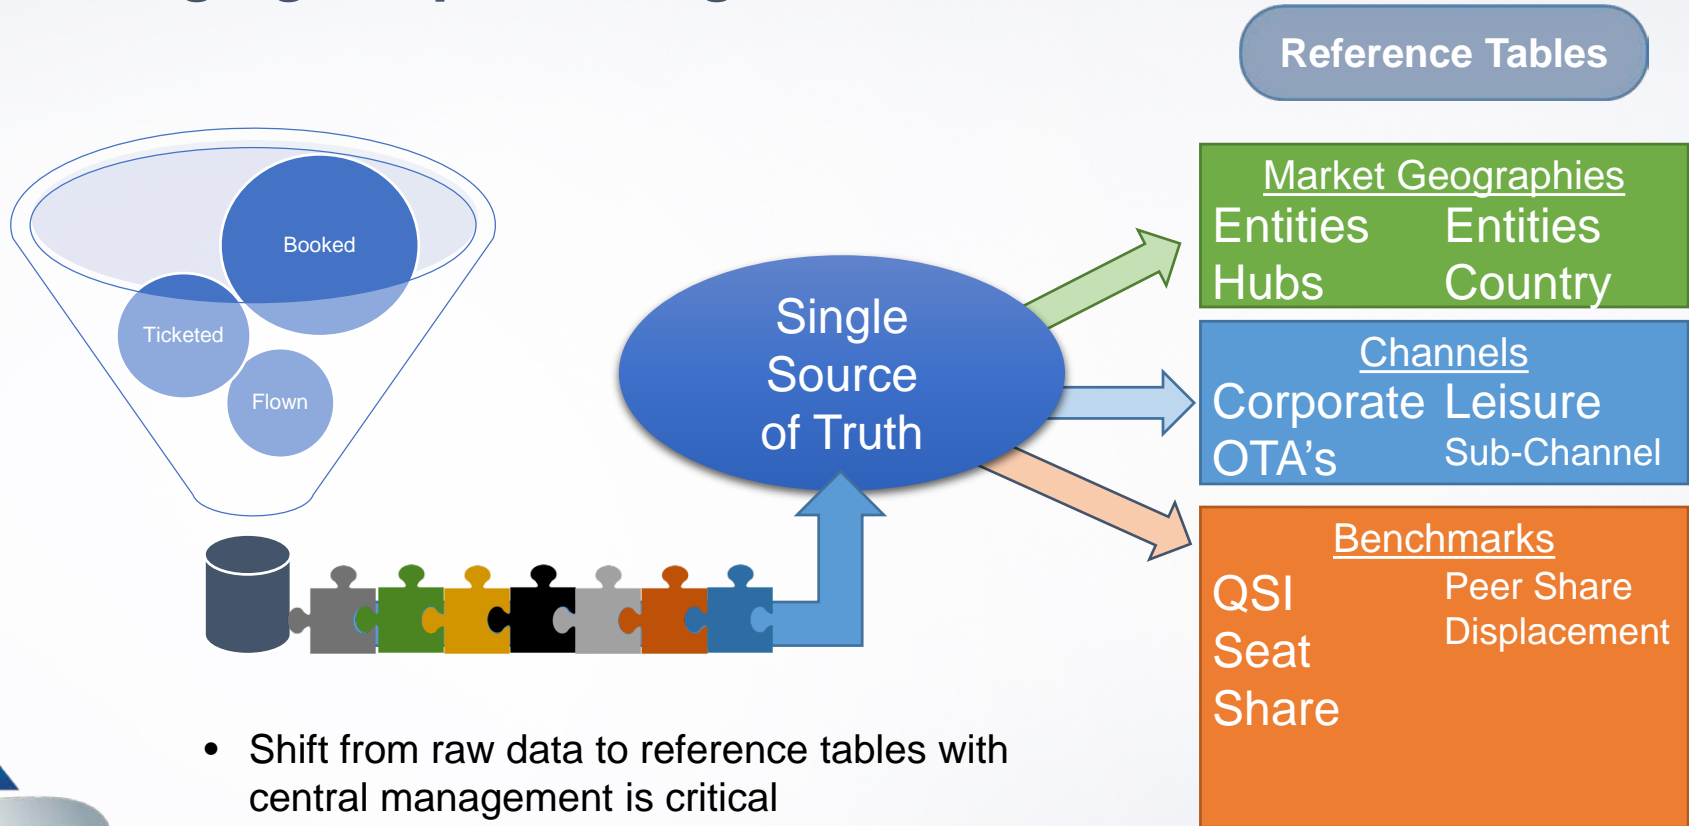 Reference Tables
Booked
Ticketed
Flown
Single
Source
of Truth
Market Geographies
Entities Entities
Hubs Country
Channels
Corporate Leisure
OTA's Sub-Channel
Benchmarks
QSI Peer Share
Seat Displacement
Share
• Shift from raw data to reference tables with
central management is critical